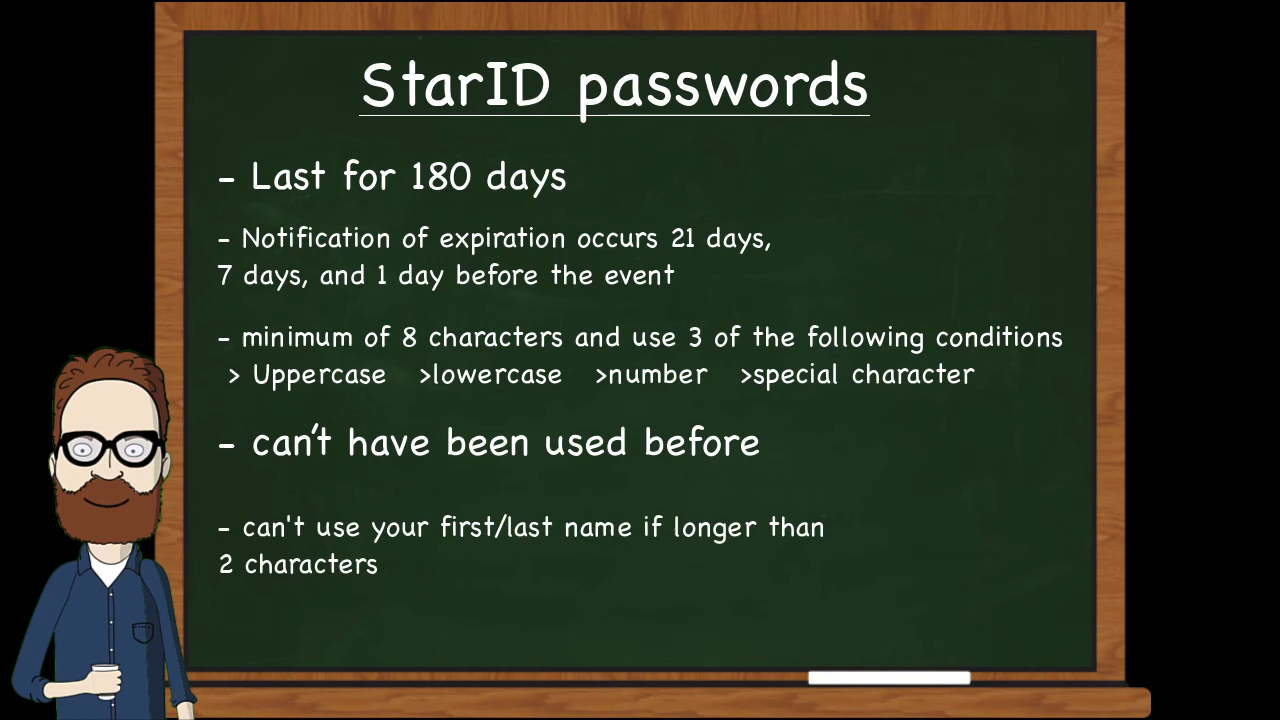 StarID passwords
- Last for 180 days
- Notification of expiration occurs 21 days,
7 days, and 1 day before the event
- minimum of 8 characters and use 3 of the following conditions
> Uppercase >lowercase >number >special character
- can't have been used before
- can't use your first/last name if longer than
2 characters